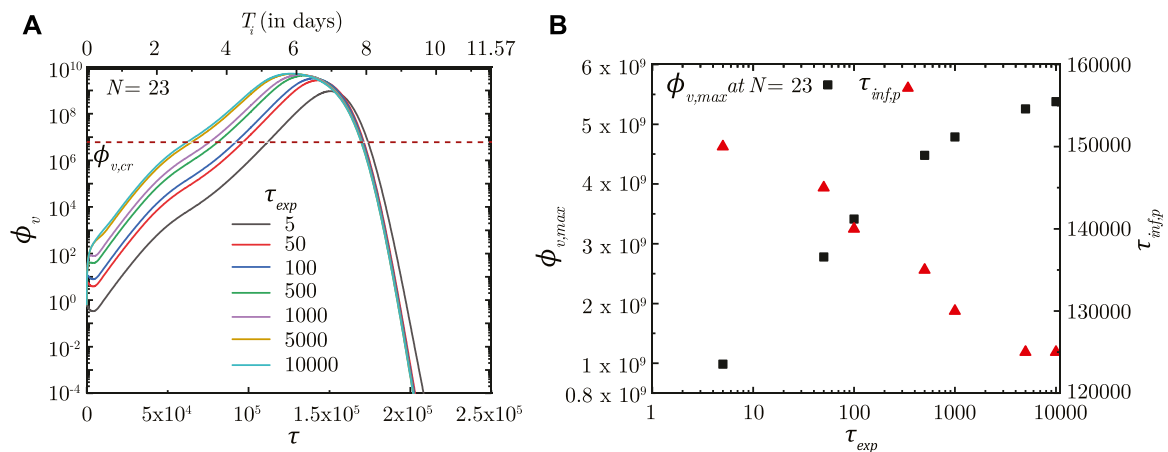 A
T_i (in days)
0 2 3 5 6 8 10 11.57
10^10
10^8
10^6
10^4
10^2
10^0
10^-2
10^-4
ϕ_v
N = 23
ϕ_v,cr
τ_exp
5
50
100
500
1000
5000
10000
0 5x10^4 10^5 1.5x10^5 2x10^5 2.5x10^5
τ
B
ϕ_v,max at N = 23
τ_inf,p
6 x 10^9
5 x 10^9
4 x 10^9
3 x 10^9
2 x 10^9
1 x 10^9
0.8 x 10^9
ϕ_v,max
160000
150000
140000
130000
120000
τ_inf,p
1 10 100 1000 10000
τ_exp